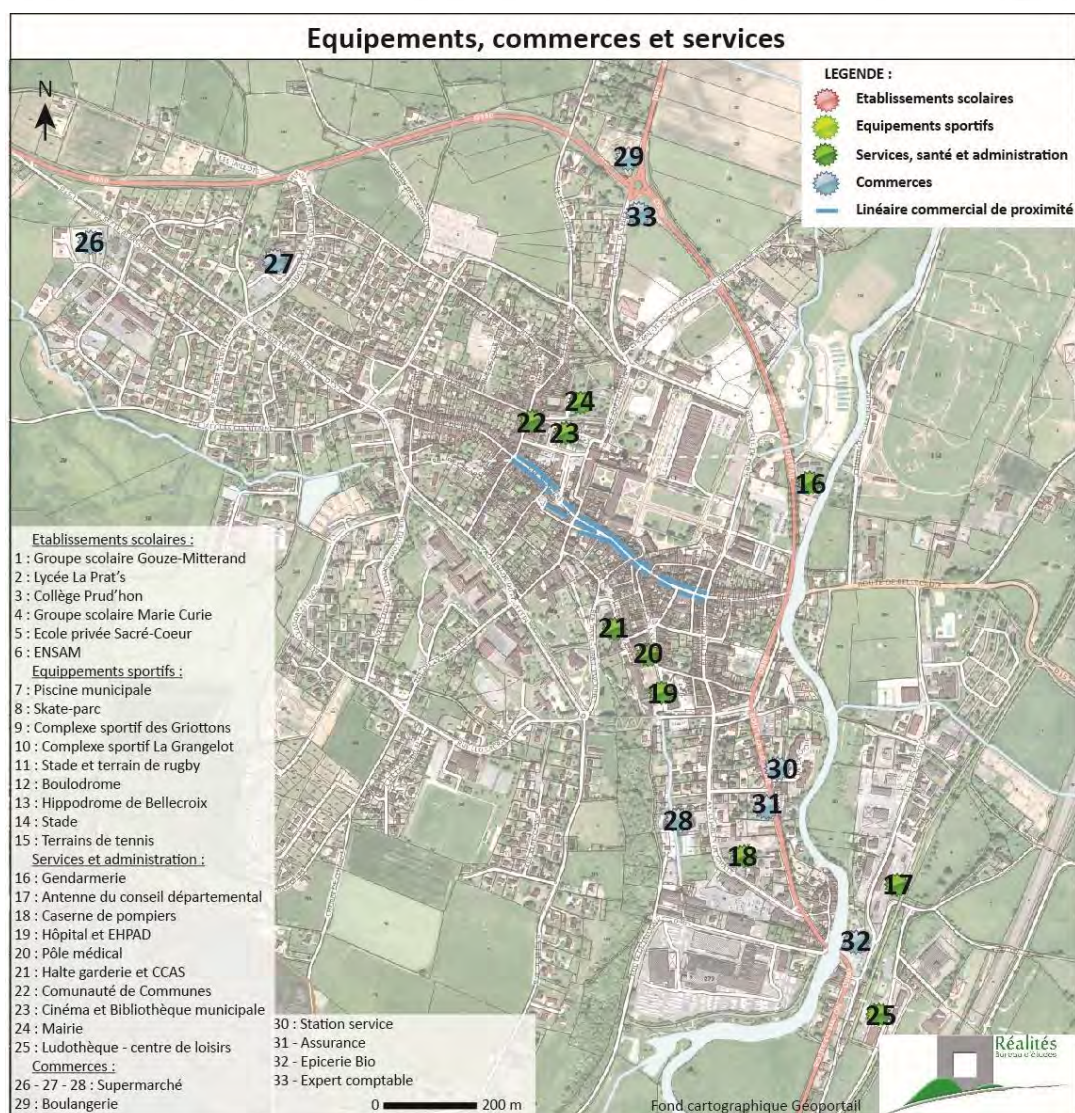 Equipements, commerces et services
N
LEGENDE :
Etablissements scolaires
Equipements sportifs
Services, santé et administration
Commerces
Linéaire commercial de proximité
29
33
26
27
24
22
23
16
21
20
19
30
31
28
18
17
32
25
Etablissements scolaires :
1 : Groupe scolaire Gouze-Mitterand
2 : Lycée La Prat's
3 : Collège Prud'hon
4 : Groupe scolaire Marie Curie
5 : Ecole privée Sacré-Coeur
6 : ENSAM
Equippements sportifs :
7 : Piscine municipale
8 : Skate-parc
9 : Complexe sportif des Griottons
10 : Complexe sportif La Grangelot
11 : Stade et terrain de rugby
12 : Boulodrome
13 : Hippodrome de Bellecroix
14 : Stade
15 : Terrains de tennis
Services et administration :
16 : Gendarmerie
17 : Antenne du conseil départemental
18 : Caserne de pompiers
19 : Hôpital et EHPAD
20 : Pôle médical
21 : Halte garderie et CCAS
22 : Comunauté de Communes
23 : Cinéma et Bibliothèque municipale
24 : Mairie
25 : Ludothèque - centre de loisirs
Commerces :
26 - 27 - 28 : Supermarché
29 : Boulangerie
30 : Station service
31 - Assurance
32 - Epicerie Bio
33 - Expert comptable
0 200 m
Fond cartographique Géoportail
Réalités
Bureau d'études